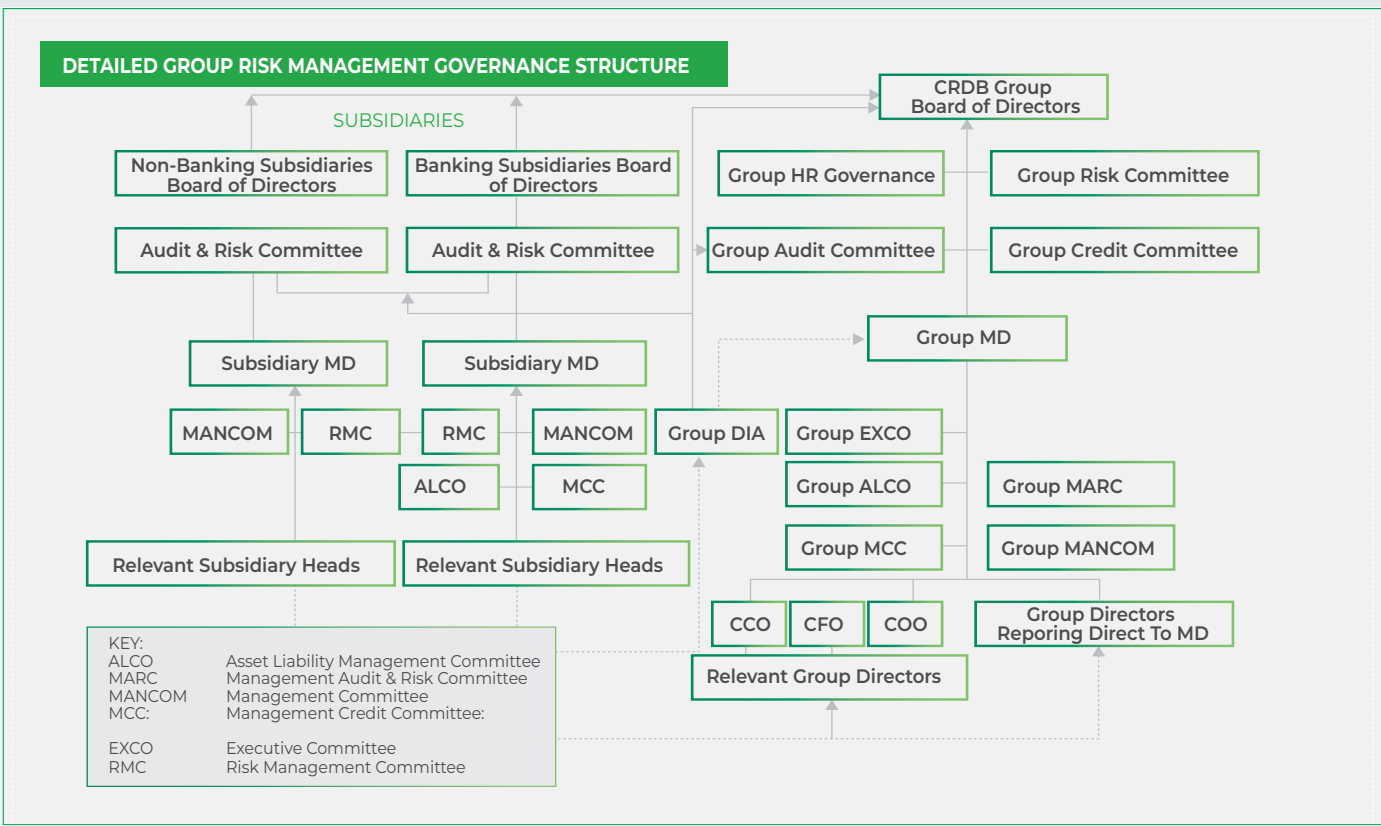 DETAILED GROUP RISK MANAGEMENT GOVERNANCE STRUCTURE
CRDB Group
Board of Directors
SUBSIDIARIES
Non-Banking Subsidiaries
Board of Directors
Banking Subsidiaries Board
of Directors
Group HR Governance
Group Risk Committee
Audit & Risk Committee
Audit & Risk Committee
Group Audit Committee
Group Credit Committee
Group MD
Subsidiary MD
Subsidiary MD
MANCOM
RMC
RMC
MANCOM
Group DIA
Group EXCO
ALCO
MCC
Group ALCO
Group MARC
Group MCC
Group MANCOM
Relevant Subsidiary Heads
Relevant Subsidiary Heads
CCO
CFO
COO
Group Directors
Reporing Direct To MD
Relevant Group Directors
KEY:
ALCO Asset Liability Management Committee
MARC Management Audit & Risk Committee
MANCOM Management Committee
MCC: Management Credit Committee:
EXCO Executive Committee
RMC Risk Management Committee